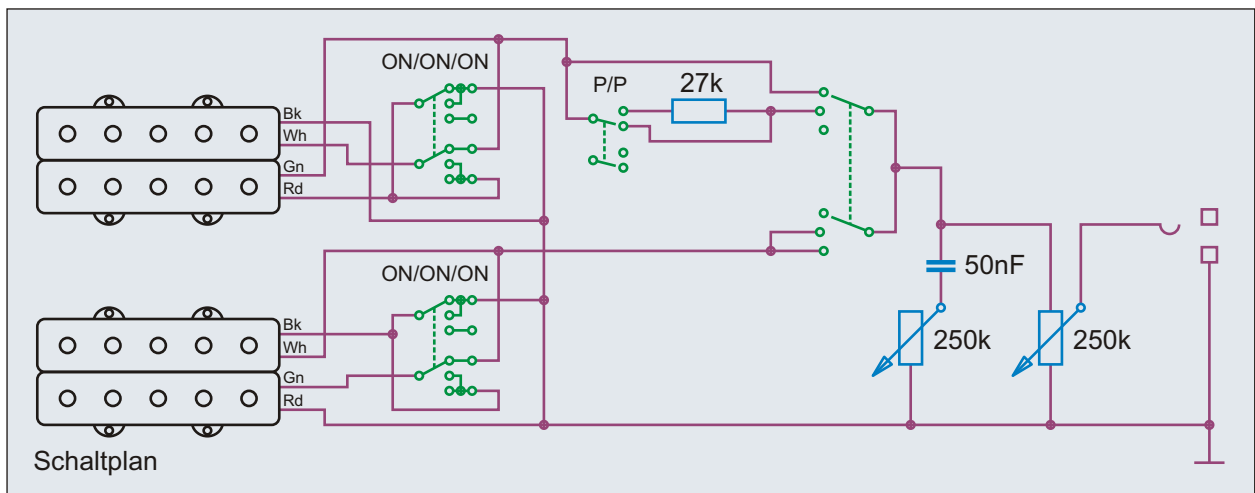 ON/ON/ON
P/P
27k
Bk
Wh
Gn
Rd
ON/ON/ON
50nF
Bk
Wh
250k
250k
Gn
Rd
Schaltplan